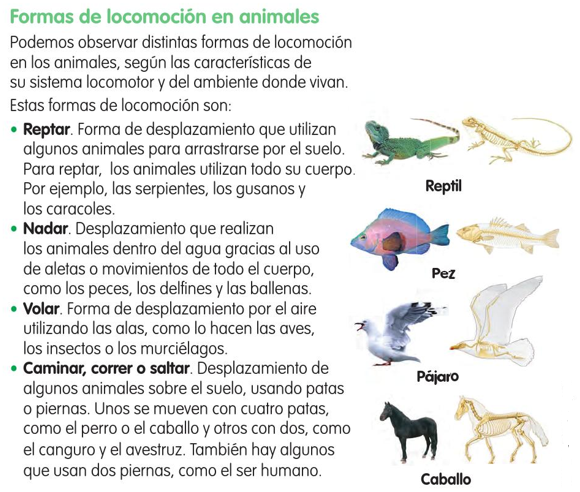 Formas de locomoción en animales
Podemos observar distintas formas de locomoción
en los animales, según las características de
su sistema locomotor y del ambiente donde vivan.
Estas formas de locomoción son:
• Reptar. Forma de desplazamiento que utilizan
algunos animales para arrastrarse por el suelo.
Para reptar, los animales utilizan todo su cuerpo.
Por ejemplo, las serpientes, los gusanos y
los caracoles.
• Nadar. Desplazamiento que realizan
los animales dentro del agua gracias al uso
de aletas o movimientos de todo el cuerpo,
como los peces, los delfines y las ballenas.
• Volar. Forma de desplazamiento por el aire
utilizando las alas, como lo hacen las aves,
los insectos o los murciélagos.
• Caminar, correr o saltar. Desplazamiento de
algunos animales sobre el suelo, usando patas
o piernas. Unos se mueven con cuatro patas,
como el perro o el caballo y otros con dos, como
el canguro y el avestruz. También hay algunos
que usan dos piernas, como el ser humano.
Reptil
Pez
Pájaro
Caballo